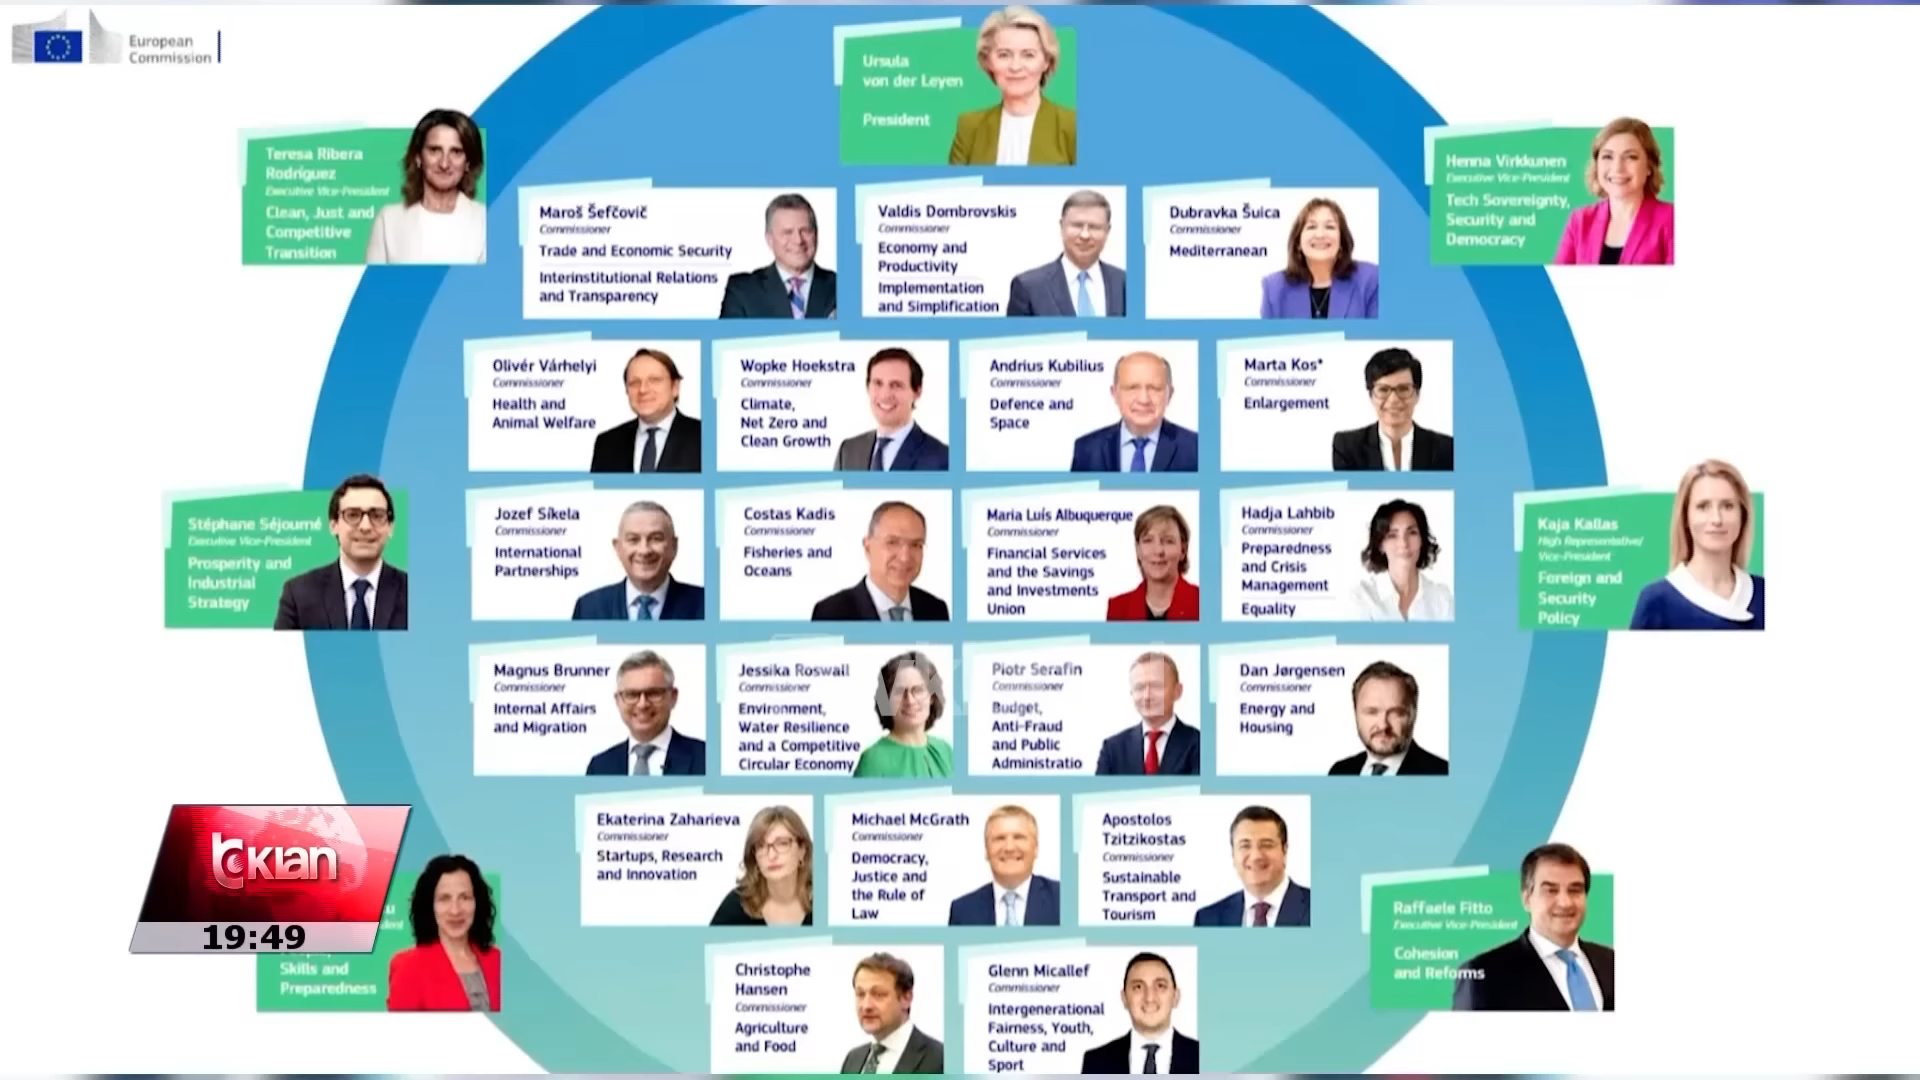 European
Commission
Ursula
von der Leyen
President
Teresa Ribera
Rodríguez
Executive Vice-President
Clean, Just and
Competitive
Transition
Henna Virkkunen
Executive Vice-President
Tech Sovereignty,
Security and
Democracy
Maroš Šefčovič
Commissioner
Trade and Economic Security
Interinstitutional Relations
and Transparency
Valdis Dombrovskis
Commissioner
Economy and
Productivity
Implementation
and Simplification
Dubravka Šuica
Commissioner
Mediterranean
Olivér Várhelyi
Commissioner
Health and
Animal Welfare
Wopke Hoekstra
Commissioner
Climate,
Net Zero and
Clean Growth
Andrius Kubilius
Commissioner
Defence and
Space
Marta Kos*
Commissioner
Enlargement
Stéphane Séjourné
Executive Vice-President
Prosperity and
Industrial
Strategy
Jozef Síkela
Commissioner
International
Partnerships
Costas Kadis
Commissioner
Fisheries and
Oceans
Maria Luís Albuquerque
Commissioner
Financial Services
and the Savings
and Investments
Union
Hadja Lahbib
Commissioner
Preparedness
and Crisis
Management
Equality
Kaja Kallas
High Representative/
Vice-President
Foreign and
Security
Policy
Magnus Brunner
Commissioner
Internal Affairs
and Migration
Jessika Roswall
Commissioner
Environment,
Water Resilience
and a Competitive
Circular Economy
Piotr Serafin
Commissioner
Budget,
Anti-Fraud
and Public
Administratio
Dan Jørgensen
Commissioner
Energy and
Housing
Ekaterina Zaharieva
Commissioner
Startups, Research
and Innovation
Michael McGrath
Commissioner
Democracy,
Justice and
the Rule of
Law
Apostolos
Tzitzikostas
Commissioner
Sustainable
Transport and
Tourism
tv KLAN
19:49
Skills and
Preparedness
Raffaele Fitto
Executive Vice-President
Cohesion
and Reforms
Christophe
Hansen
Commissioner
Agriculture
and Food
Glenn Micallef
Commissioner
Intergenerational
Fairness, Youth,
Culture and
Sport